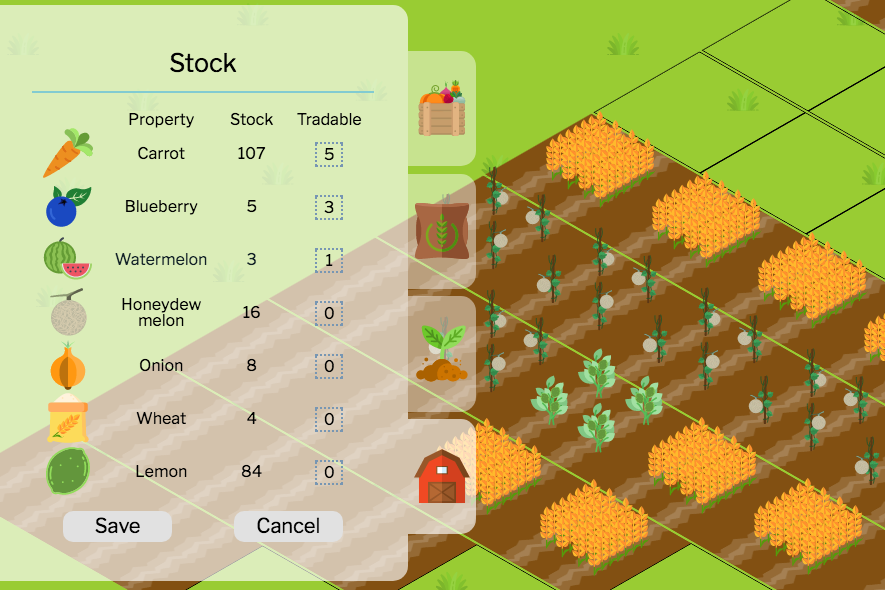 Stock
Property Stock Tradable
Carrot 107 5
Blueberry 5 3
Watermelon 3 1
Honeydew
melon 16 0
Onion 8 0
Wheat 4 0
Lemon 84 0
Save Cancel